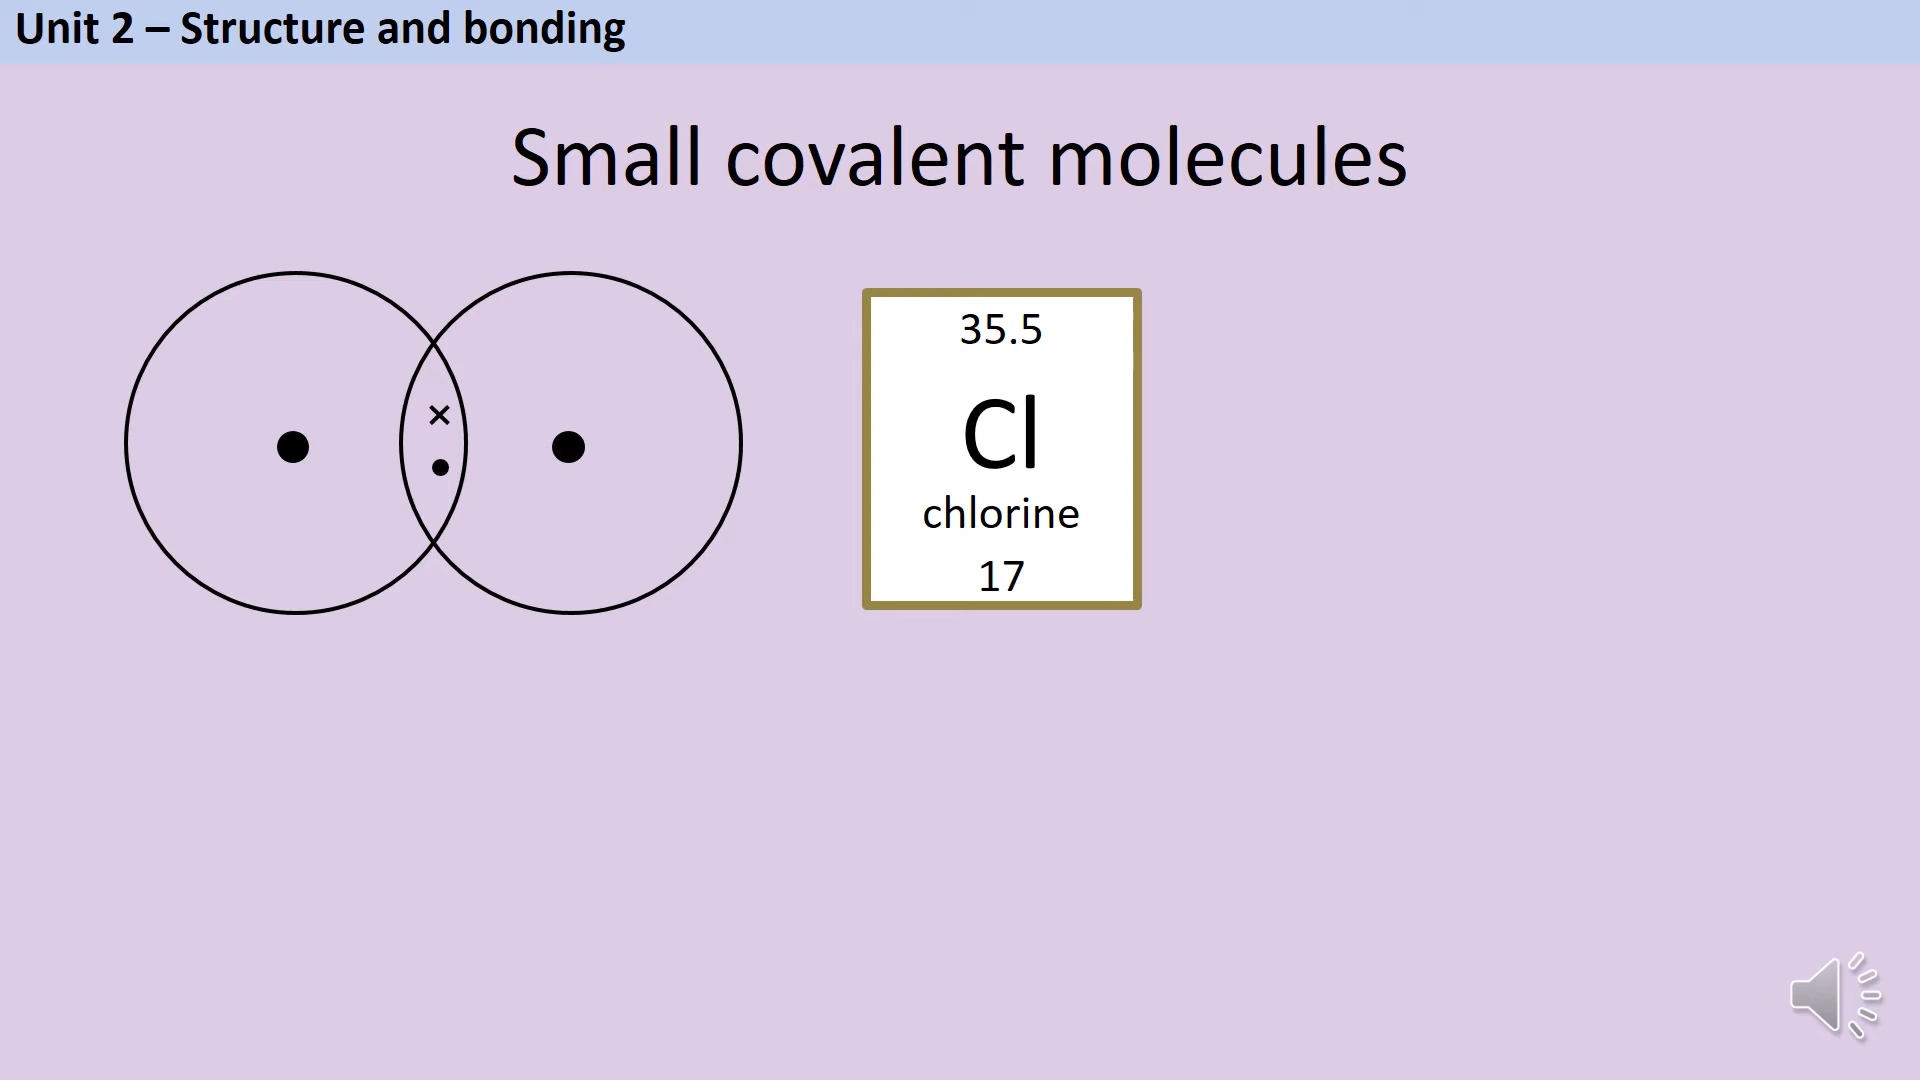 Unit 2 – Structure and bonding
Small covalent molecules
35.5
Cl
chlorine
17